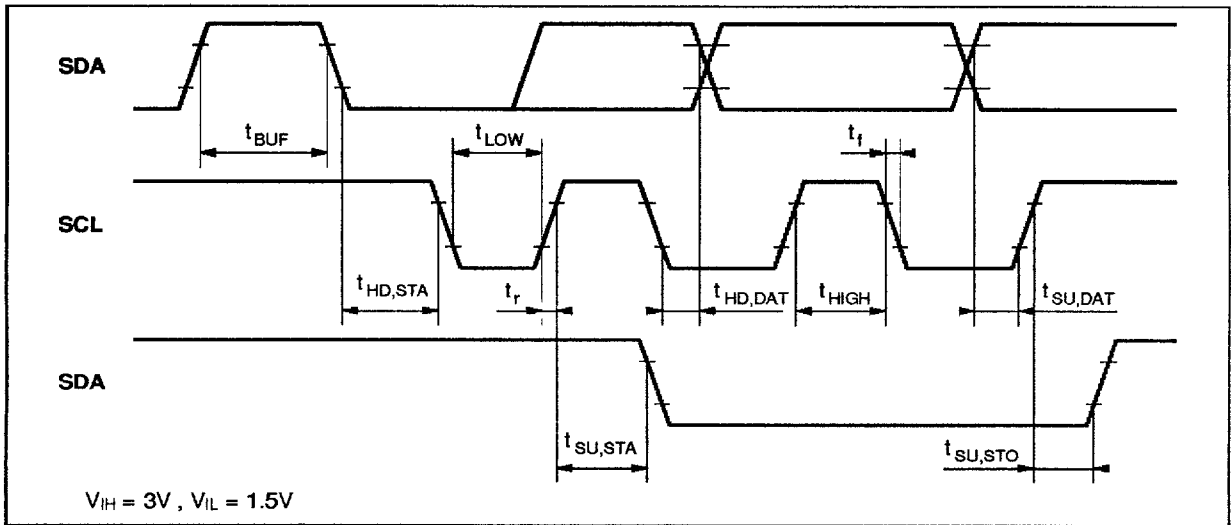 SDA
tBUF tLOW tf
SCL
tHD,STA tr tHD,DAT tHIGH tSU,DAT
SDA
tSU,STA tSU,STO
VIH = 3V , VIL = 1.5V